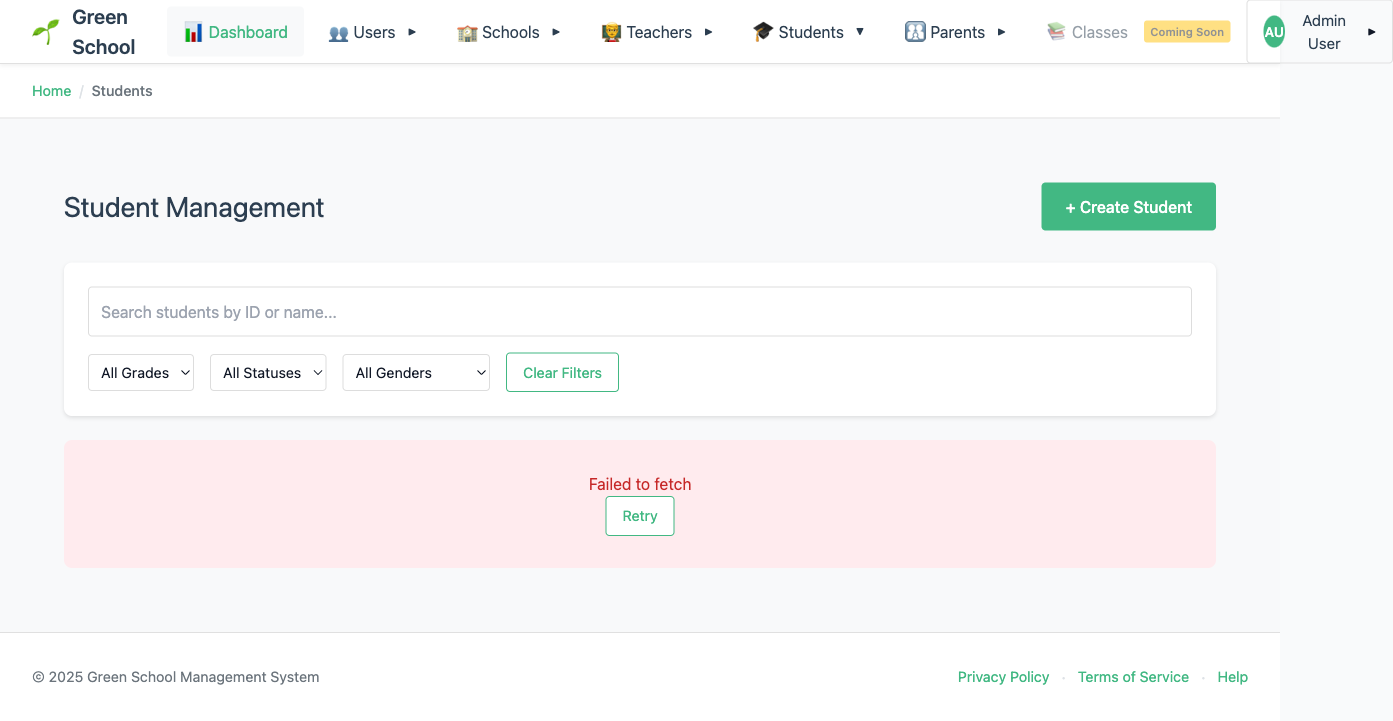 Green School
Dashboard
Users
Schools
Teachers
Students
Parents
Classes
Coming Soon
AU
Admin User
Home / Students
Student Management
+ Create Student
Search students by ID or name...
All Grades
All Statuses
All Genders
Clear Filters
Failed to fetch
Retry
© 2025 Green School Management System
Privacy Policy · Terms of Service · Help